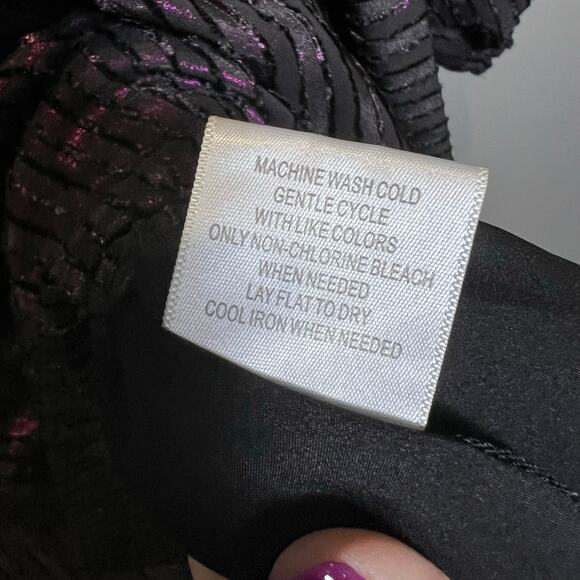 MACHINE WASH COLD
GENTLE CYCLE
WITH LIKE COLORS
ONLY NON-CHLORINE BLEACH
WHEN NEEDED
LAY FLAT TO DRY
COOL IRON WHEN NEEDED